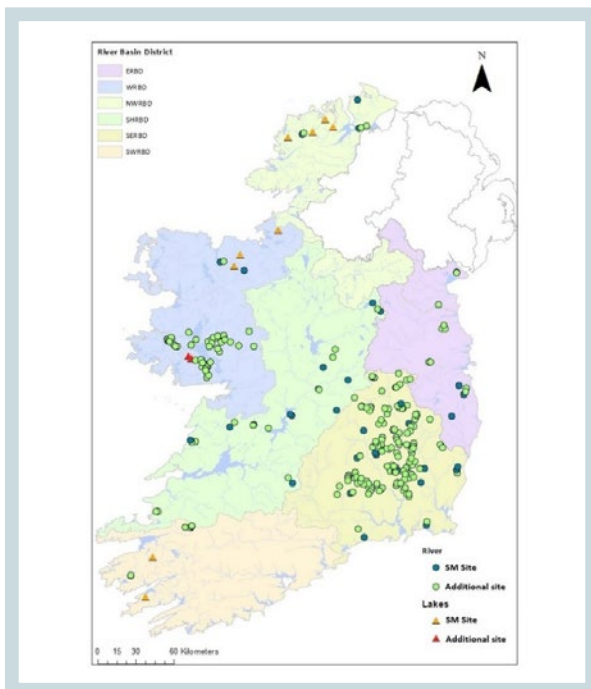 River Basin District
ERBD
WRBD
NWRBD
SHRBD
SERBD
SWRBD
N
River
SM Site
Additional site
Lakes
SM Site
Additional site
0 15 30 60 Kilometers